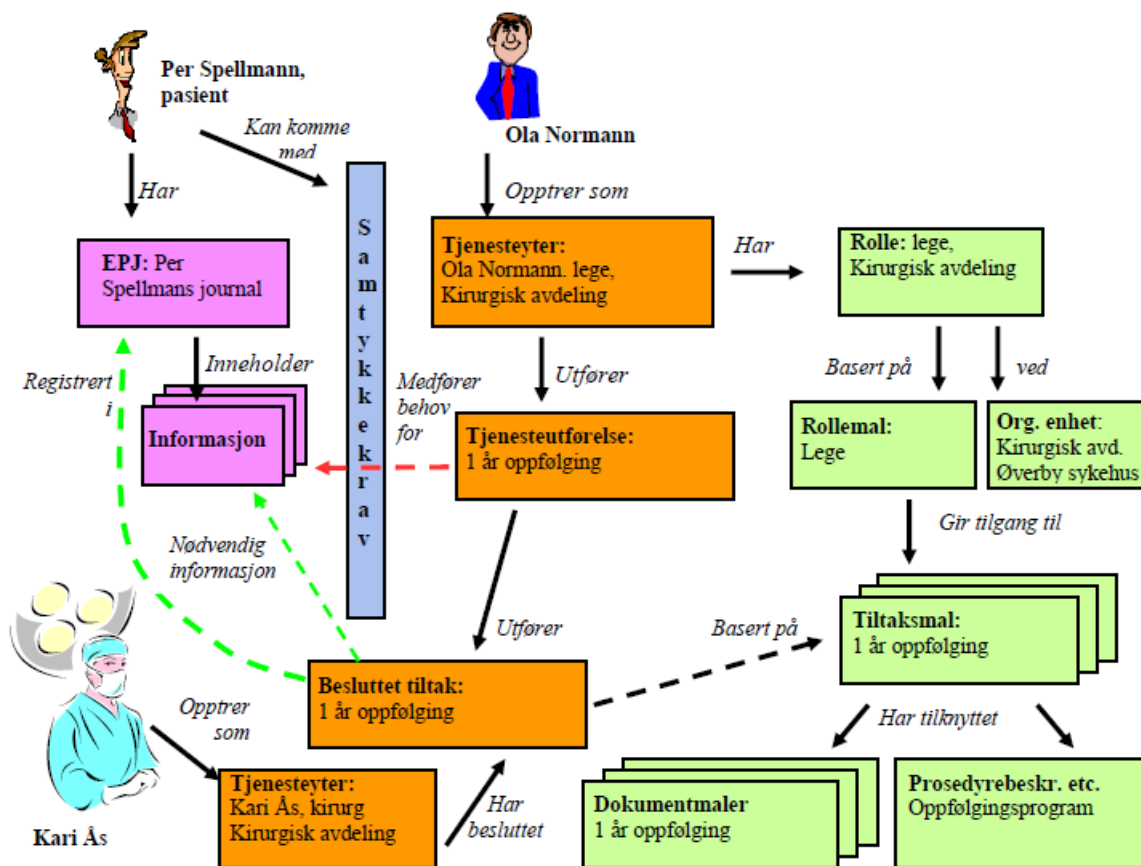 Per Spellmann,
pasient
Ola Normann
Kan komme
med
Har
Opptrer som
Samtykkekrav
EPJ: Per
Spellmans journal
Tjenesteyter:
Ola Normann. lege,
Kirurgisk avdeling
Har
Rolle: lege,
Kirurgisk avdeling
Registrert
i
Inneholder
Medfører
behov
for
Utfører
Basert på
ved
Informasjon
Tjenesteutførelse:
1 år oppfølging
Rollemal:
Lege
Org. enhet:
Kirurgisk avd.
Øverby sykehus
Nødvendig
informasjon
Gir tilgang til
Utfører
Basert på
Tiltaksmal:
1 år oppfølging
Besluttet tiltak:
1 år oppfølging
Opptrer
som
Har tilknyttet
Tjenesteyter:
Kari Ås, kirurg
Kirurgisk avdeling
Har
besluttet
Dokumentmaler
1 år oppfølging
Prosedyrebeskr. etc.
Oppfølgingsprogram
Kari Ås